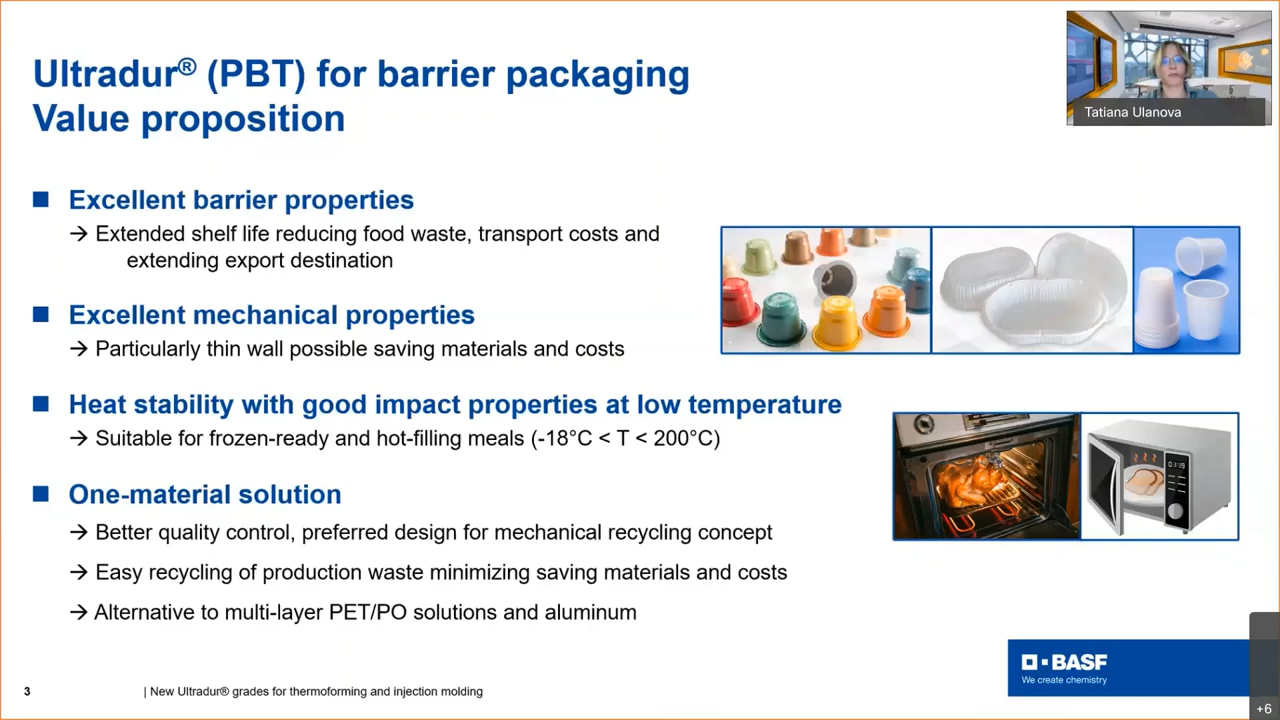 Ultradur® (PBT) for barrier packaging
Value proposition
Tatiana Ulanova
■ Excellent barrier properties
→ Extended shelf life reducing food waste, transport costs and
extending export destination
■ Excellent mechanical properties
→ Particularly thin wall possible saving materials and costs
■ Heat stability with good impact properties at low temperature
→ Suitable for frozen-ready and hot-filling meals (-18°C < T < 200°C)
■ One-material solution
→ Better quality control, preferred design for mechanical recycling concept
→ Easy recycling of production waste minimizing saving materials and costs
→ Alternative to multi-layer PET/PO solutions and aluminum
BASF
We create chemistry
3 | New Ultradur® grades for thermoforming and injection molding
+6